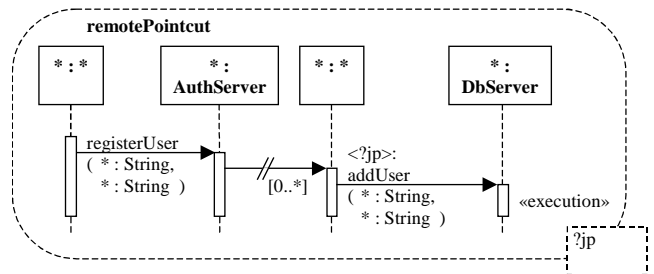 remotePointcut
* : *
* :
AuthServer
* : *
* :
DbServer
registerUser
( * : String,
* : String )
[0..*]
<?jp>:
addUser
( * : String,
* : String )
«execution»
?jp